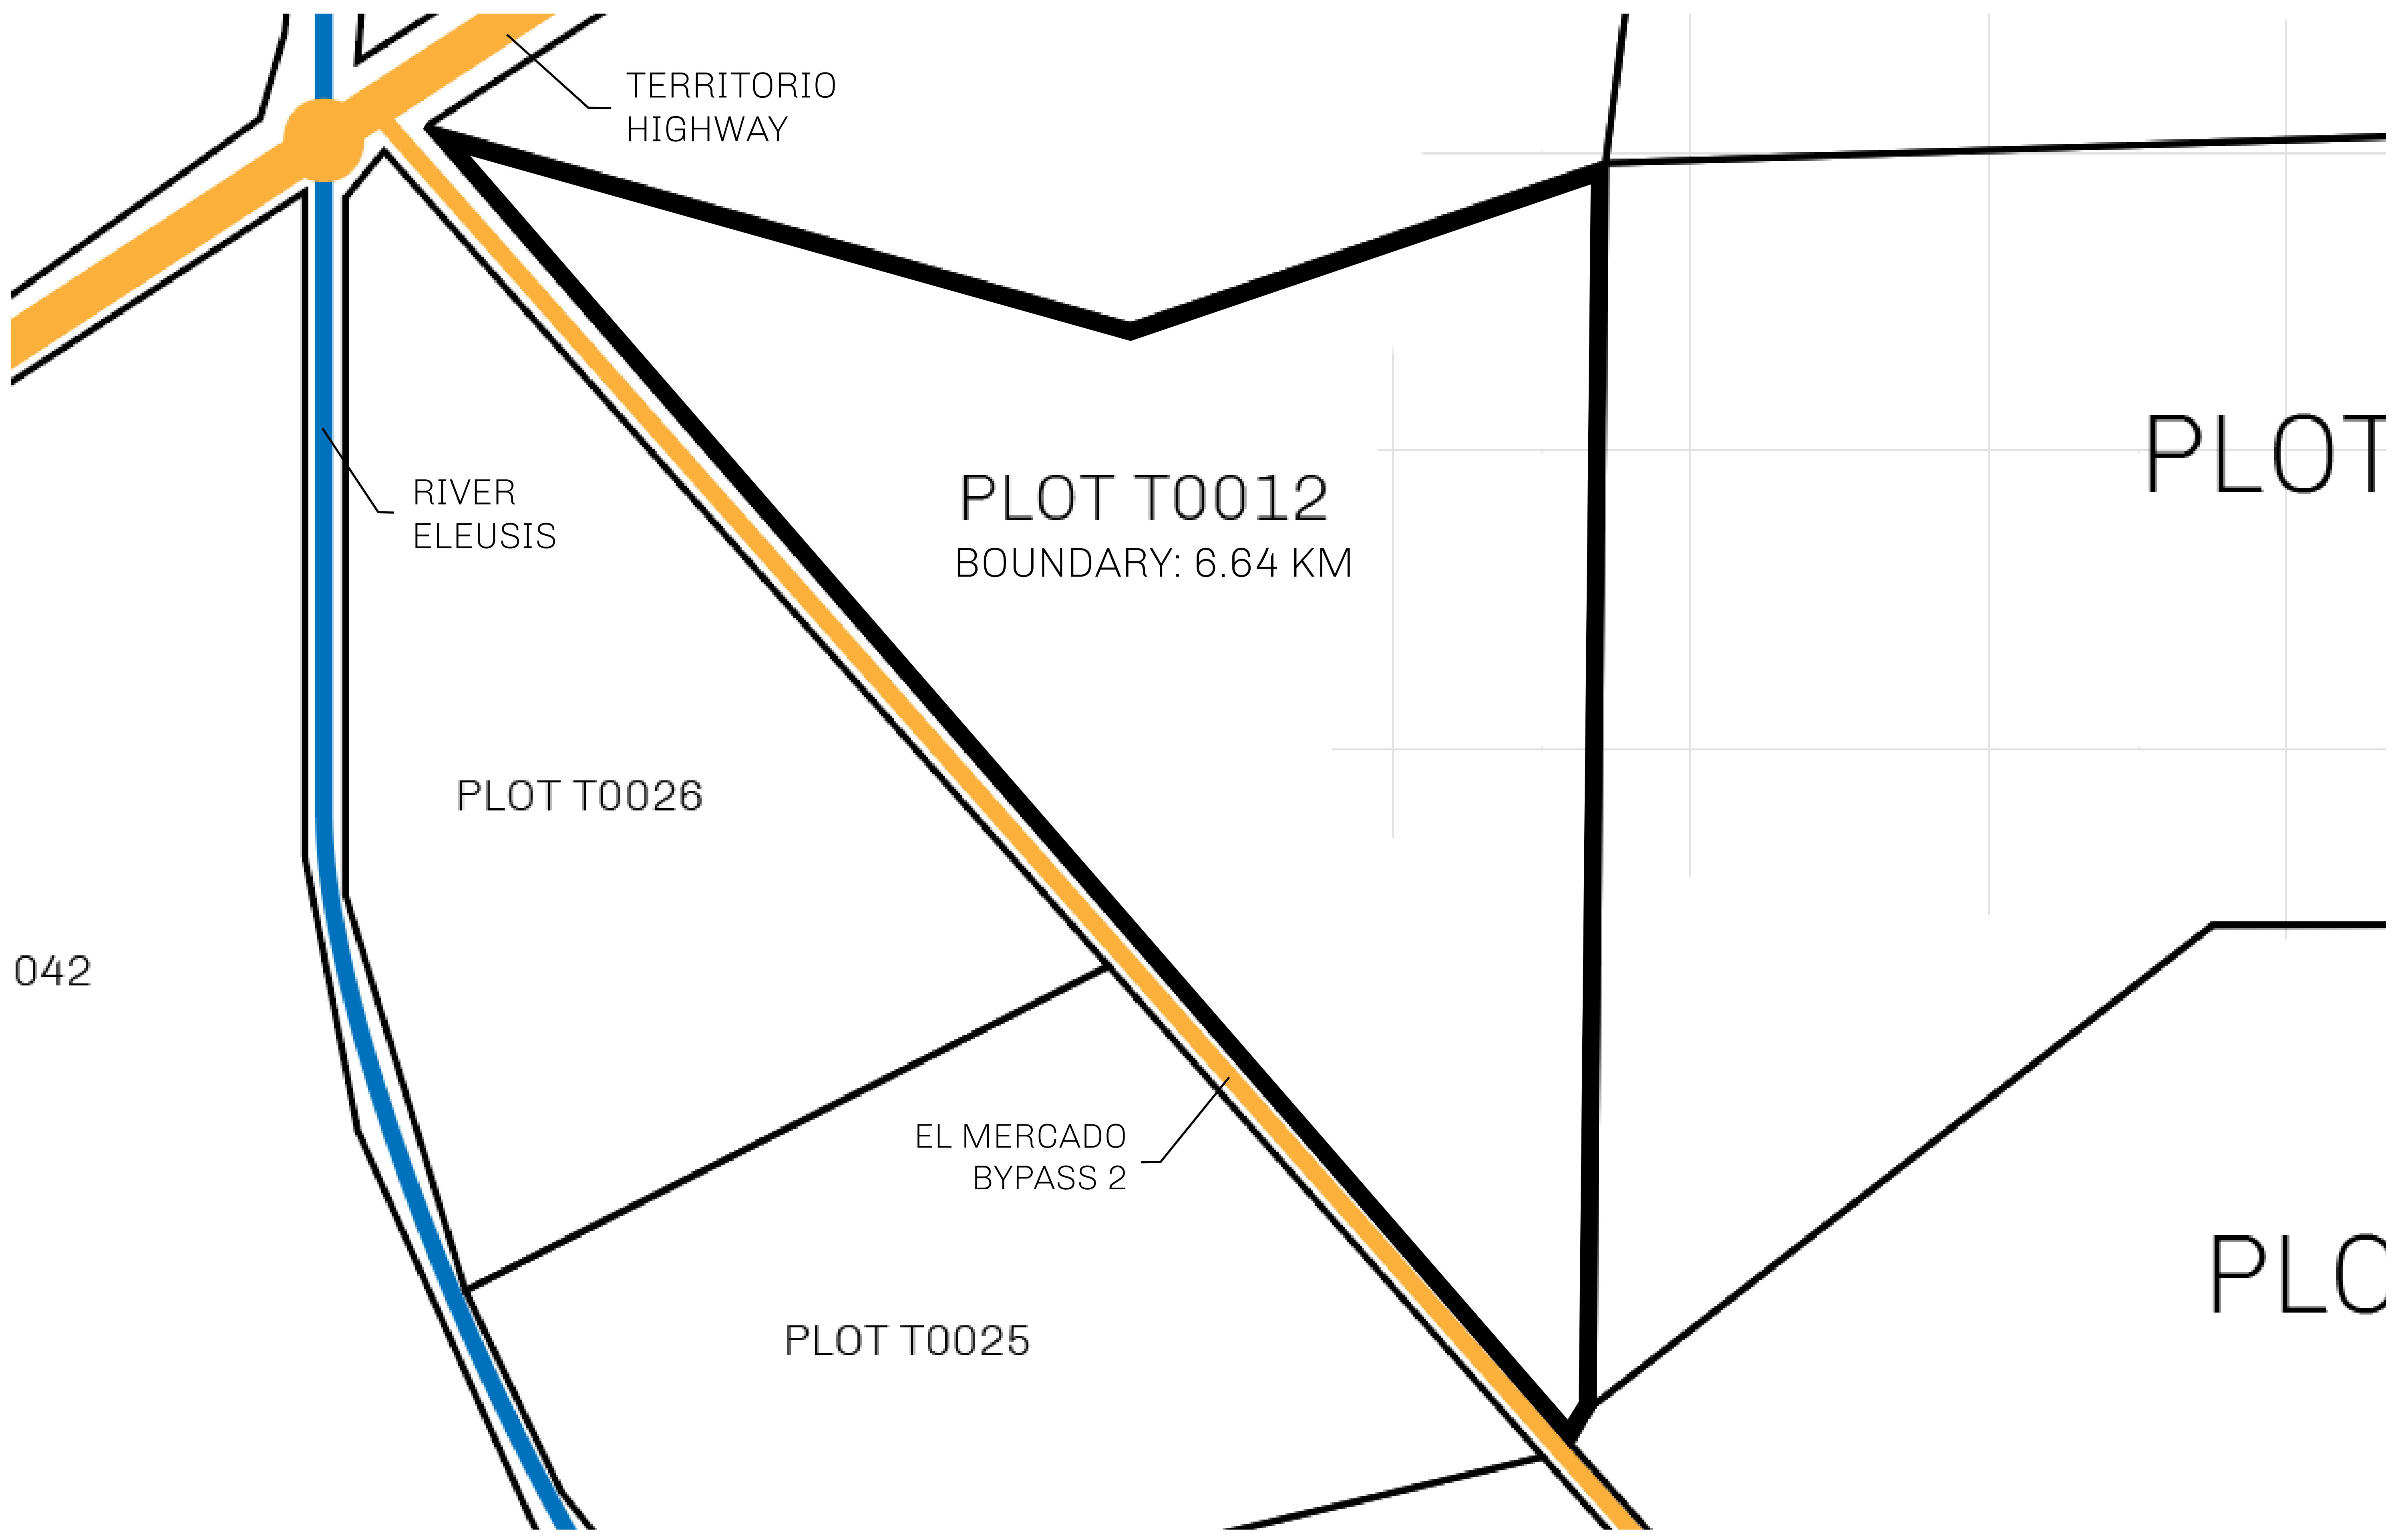 TERRITORIO
HIGHWAY
RIVER
ELEUSIS
PLOT T0012
BOUNDARY: 6.64 KM
PLOT
PLOT T0026
042
EL MERCADO
BYPASS 2
PLO
PLOT T0025